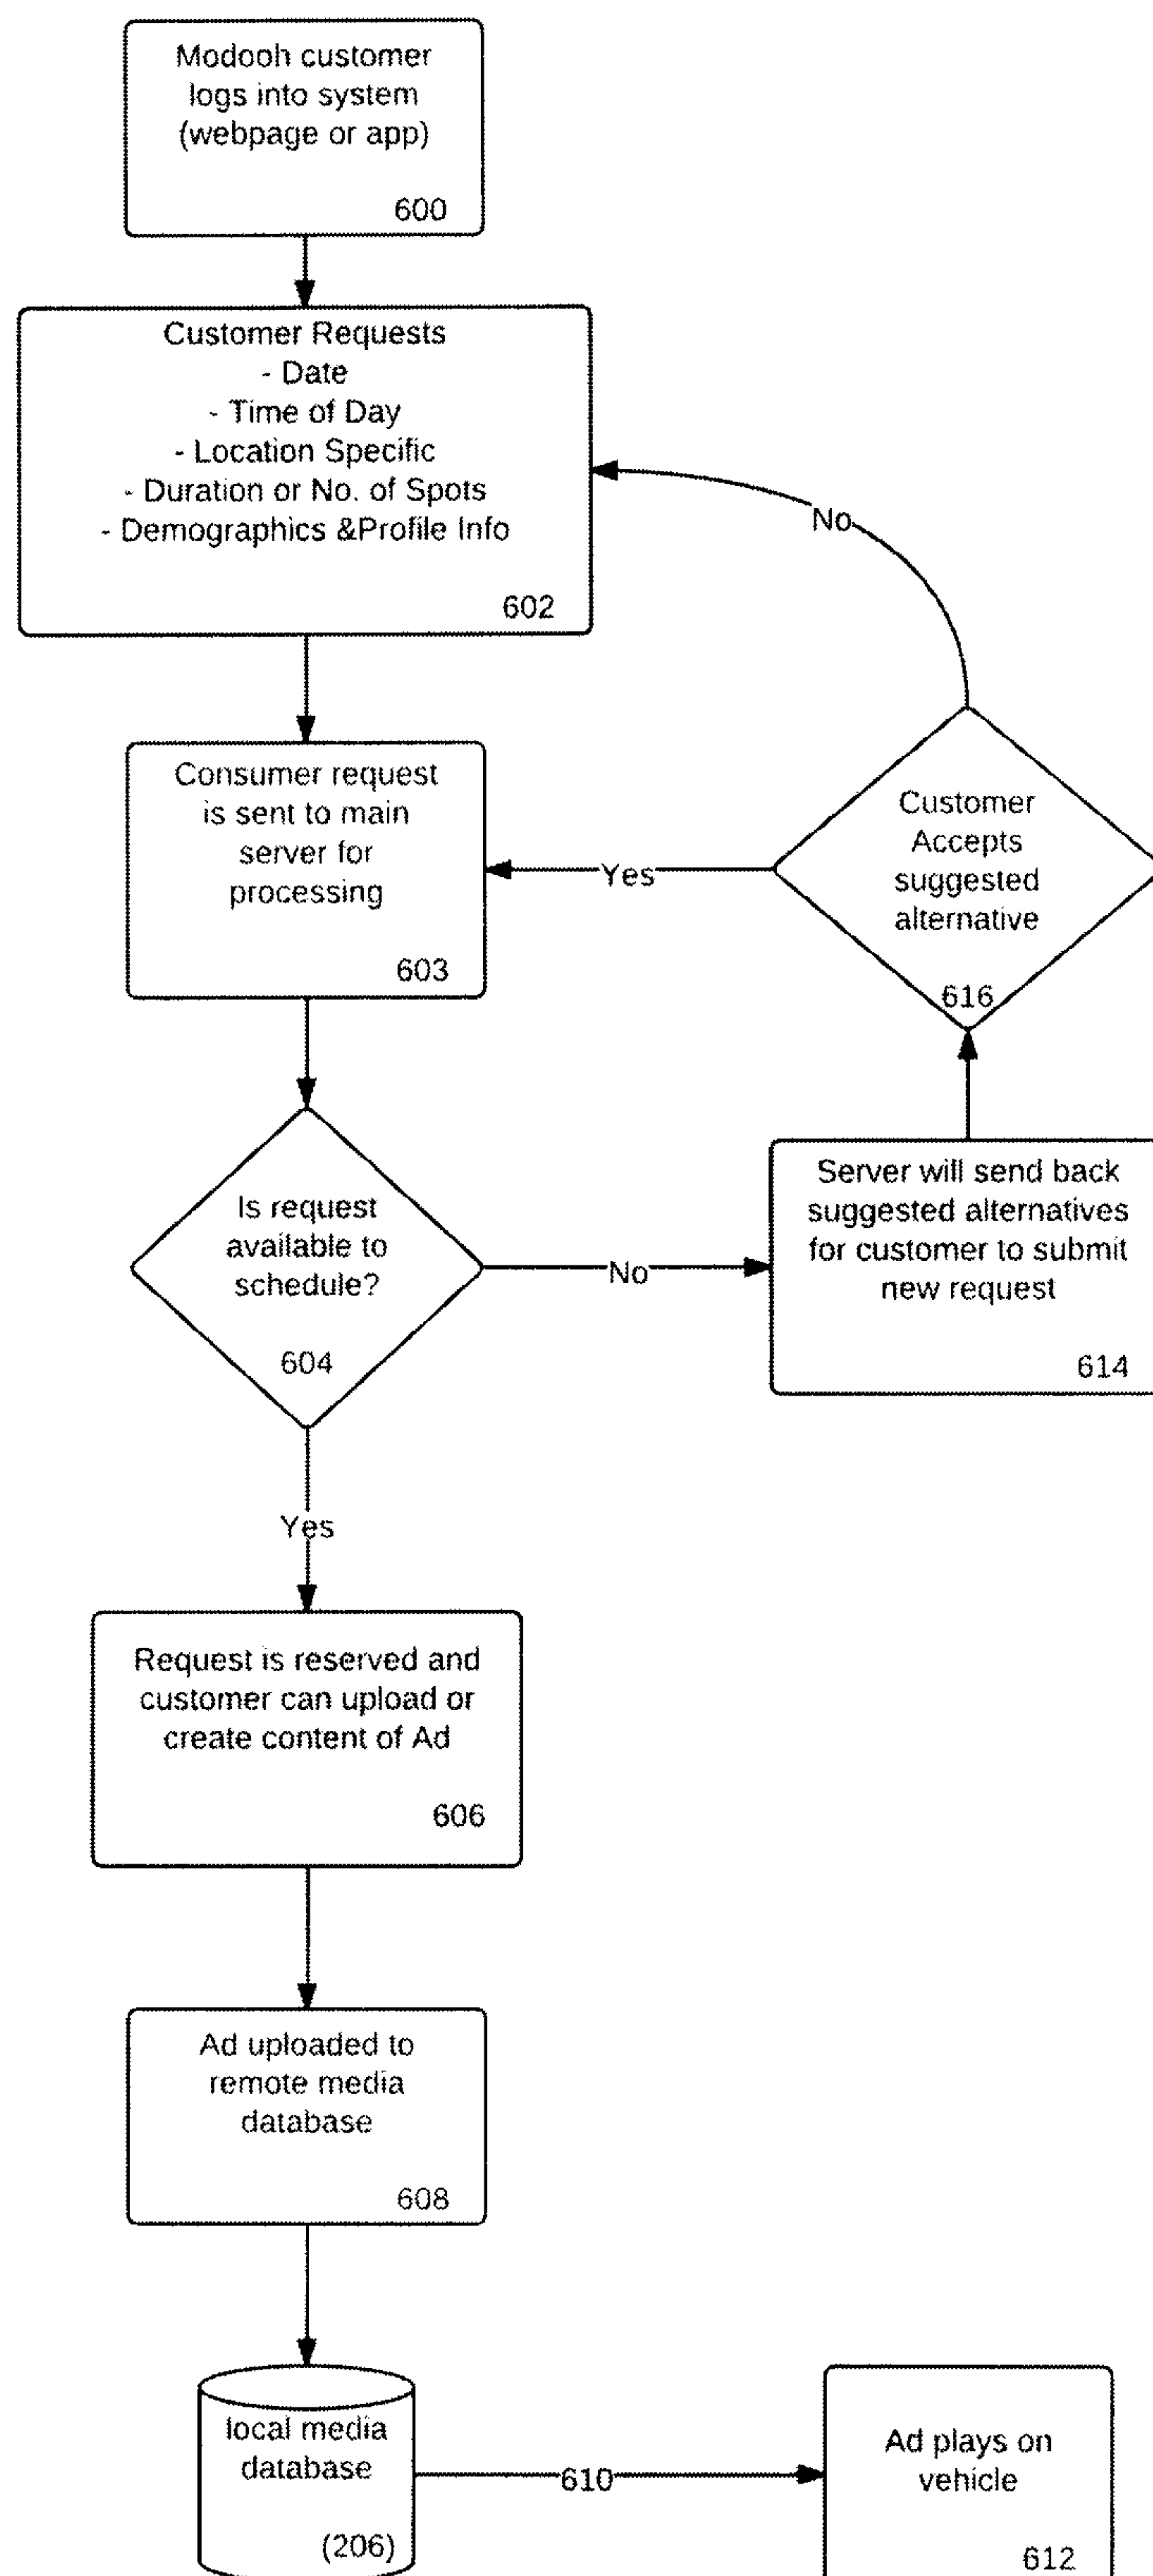 Modooh customer
logs into system
(webpage or app)
600
Customer Requests
- Date
- Time of Day
- Location Specific
- Duration or No. of Spots
- Demographics &Profile Info
602
No
Consumer request
is sent to main
server for
processing
603
Yes
Customer
Accepts
suggested
alternative
616
Is request
available to
schedule?
604
No
Server will send back
suggested alternatives
for customer to submit
new request
614
Yes
Request is reserved and
customer can upload or
create content of Ad
606
Ad uploaded to
remote media
database
608
local media
database
(206)
610
Ad plays on
vehicle
612